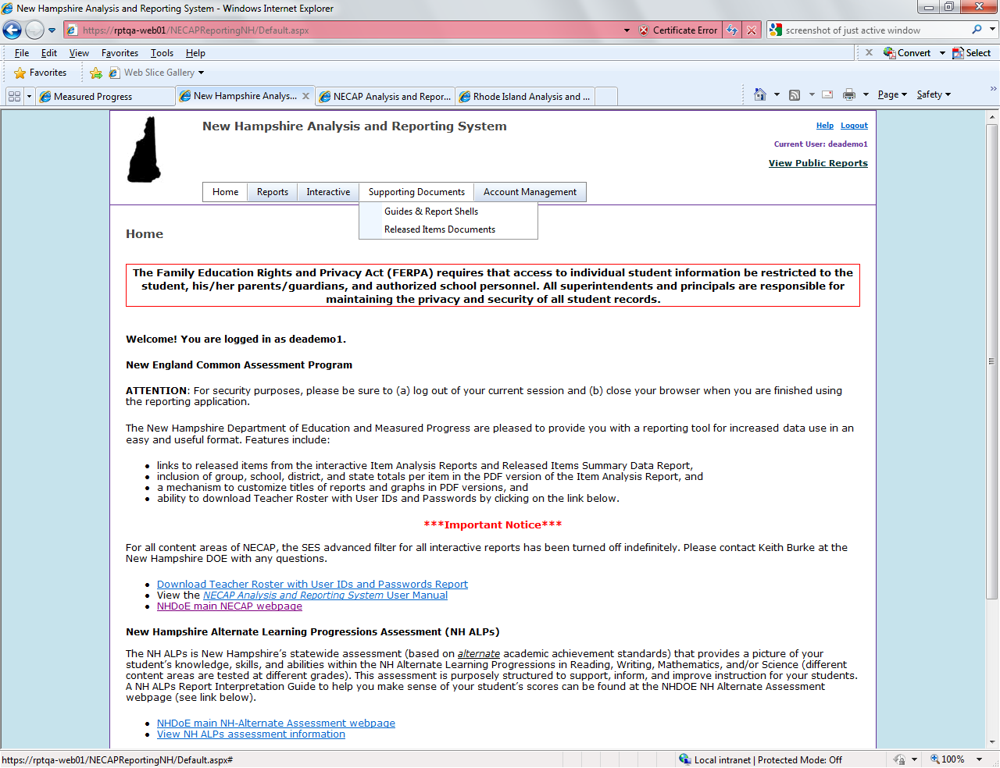 New Hampshire Analysis and Reporting System - Windows Internet Explorer
https://rptqa-web01/NECAPReportingNH/Default.aspx Certificate Error screenshot of just active window
File Edit View Favorites Tools Help Convert Select
Favorites Web Slice Gallery
Measured Progress New Hampshire Analys... NECAP Analysis and Repor... Rhode Island Analysis and ... Page Safety
New Hampshire Analysis and Reporting System
Help Logout
Current User: deademo1
View Public Reports
Home Reports Interactive Supporting Documents Account Management
Guides & Report Shells
Released Items Documents
Home
The Family Education Rights and Privacy Act (FERPA) requires that access to individual student information be restricted to the
student, his/her parents/guardians, and authorized school personnel. All superintendents and principals are responsible for
maintaining the privacy and security of all student records.
Welcome! You are logged in as deademo1.
New England Common Assessment Program
ATTENTION: For security purposes, please be sure to (a) log out of your current session and (b) close your browser when you are finished using
the reporting application.
The New Hampshire Department of Education and Measured Progress are pleased to provide you with a reporting tool for increased data use in an
easy and useful format. Features include:
• links to released items from the interactive Item Analysis Reports and Released Items Summary Data Report,
• inclusion of group, school, district, and state totals per item in the PDF version of the Item Analysis Report, and
• a mechanism to customize titles of reports and graphs in PDF versions, and
• ability to download Teacher Roster with User IDs and Passwords by clicking on the link below.
***Important Notice***
For all content areas of NECAP, the SES advanced filter for all interactive reports has been turned off indefinitely. Please contact Keith Burke at the
New Hampshire DOE with any questions.
• Download Teacher Roster with User IDs and Passwords Report
• View the NECAP Analysis and Reporting System User Manual
• NHDoE main NECAP webpage
New Hampshire Alternate Learning Progressions Assessment (NH ALPs)
The NH ALPs is New Hampshire's statewide assessment (based on alternate academic achievement standards) that provides a picture of your
student's knowledge, skills, and abilities within the NH Alternate Learning Progressions in Reading, Writing, Mathematics, and/or Science (different
content areas are tested at different grades). This assessment is purposely structured to support, inform, and improve instruction for your students.
A NH ALPs Report Interpretation Guide to help you make sense of your student's scores can be found at the NHDOE NH Alternate Assessment
webpage (see link below).
• NHDoE main NH-Alternate Assessment webpage
• View NH ALPs assessment information
https://rptqa-web01/NECAPReportingNH/Default.aspx# Local intranet | Protected Mode: Off 100%